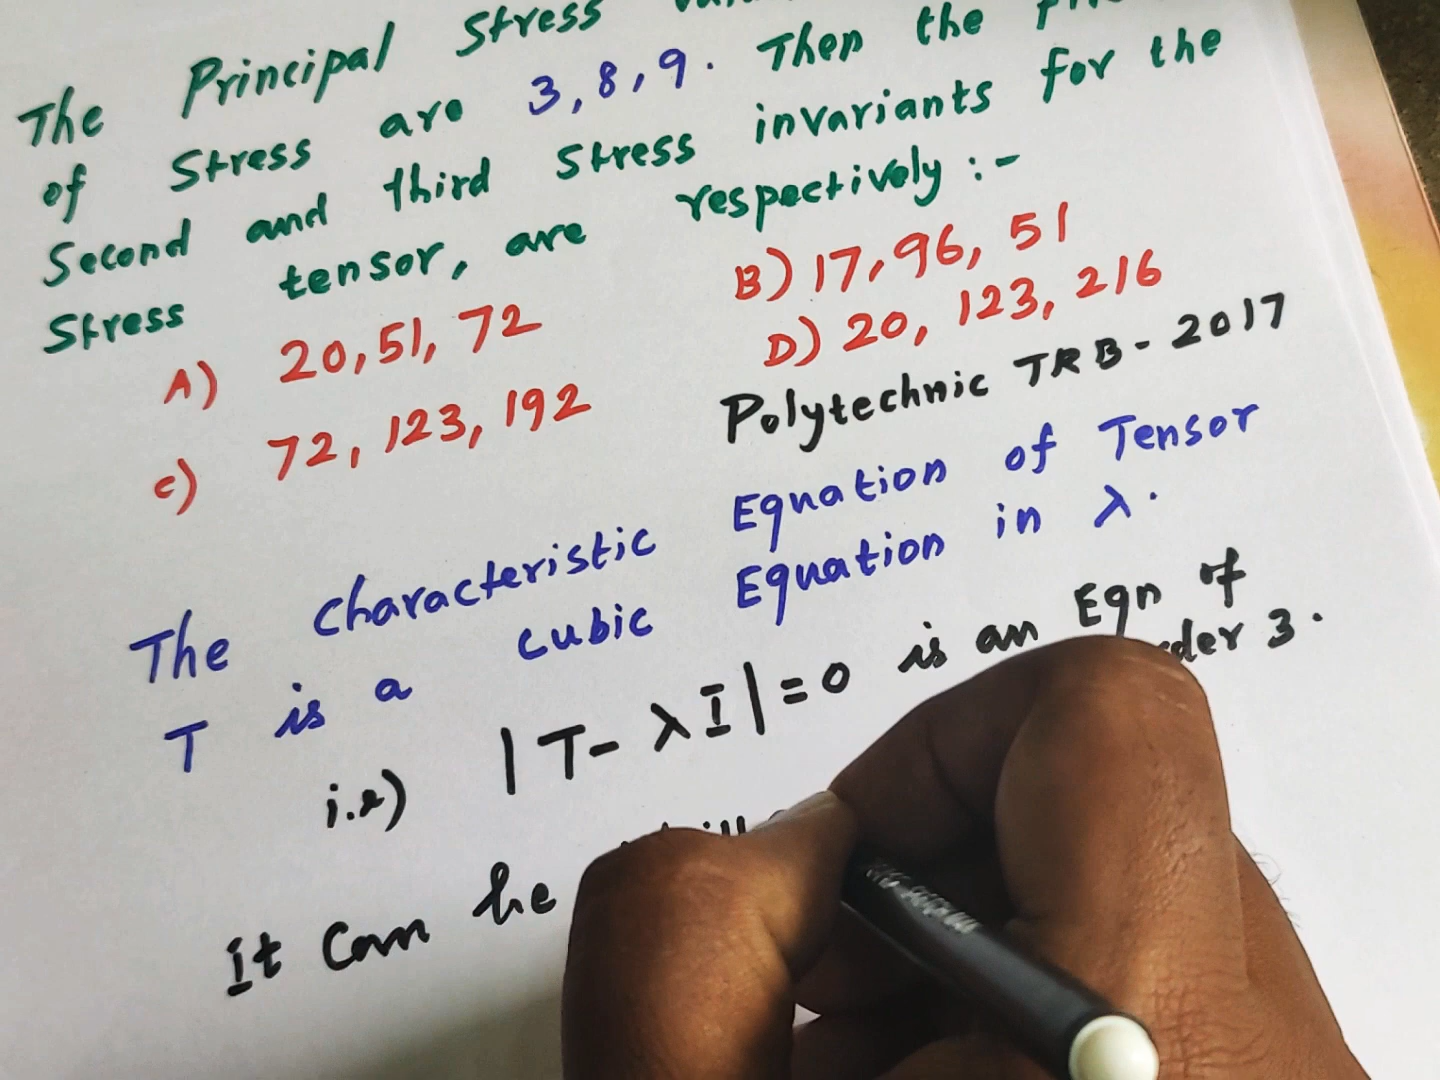 The Principal Stress
of Stress are 3, 8, 9. Then the
Second and third Stress invariants for the
Stress tensor, are respectively :-
A) 20, 51, 72 B) 17, 96, 51
C) 72, 123, 192 D) 20, 123, 216
Polytechnic TRB - 2017
The Characteristic Equation of Tensor
T is a cubic Equation in λ.
i.e) |T - λI| = 0 is an Eqn of
3.
It Can be